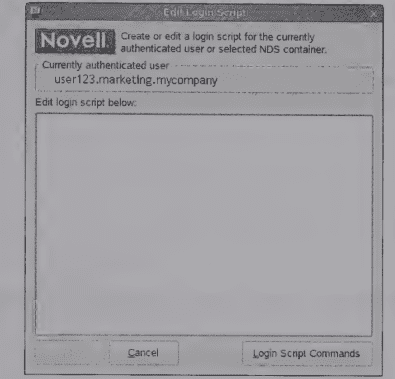 Edit Login Script
Novell
Create or edit a login script for the currently
authenticated user or selected NDS container.
Currently authenticated user
user123.marketing.mycompany
Edit login script below:
Cancel
Login Script Commands